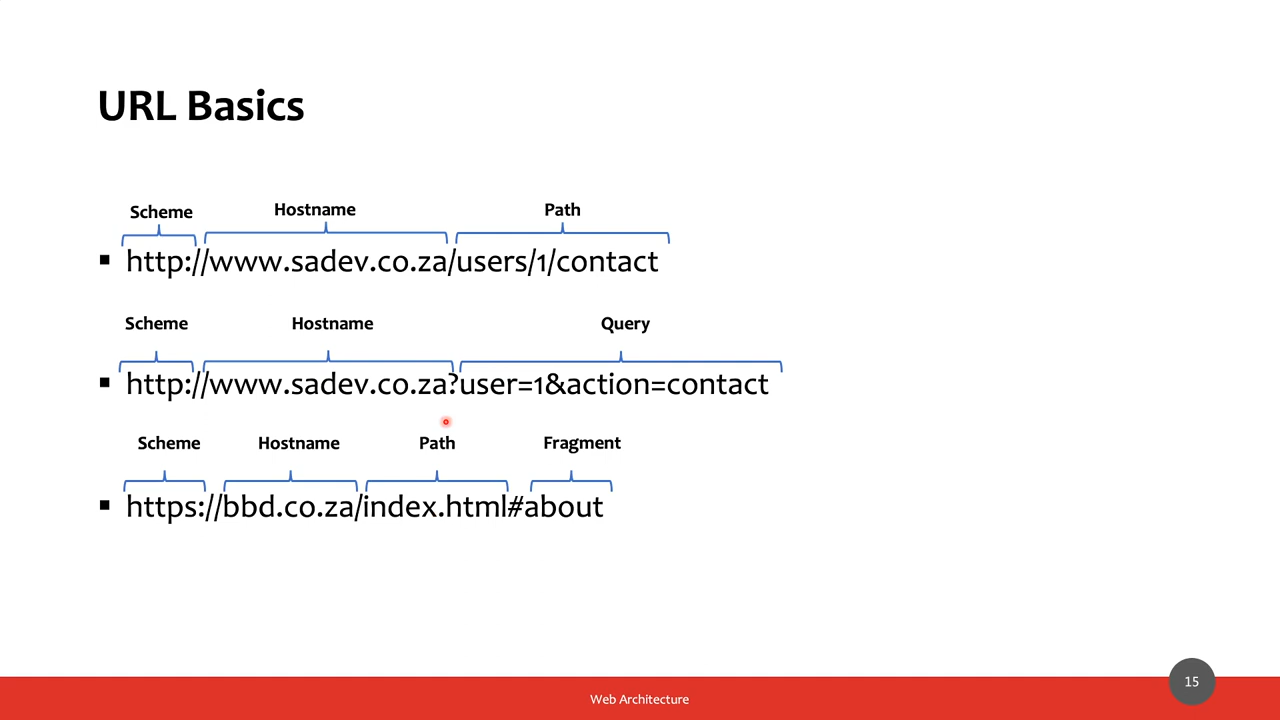 URL Basics
Scheme Hostname Path
▪ http://www.sadev.co.za/users/1/contact
Scheme Hostname Query
▪ http://www.sadev.co.za?user=1&action=contact
Scheme Hostname Path Fragment
▪ https://bbd.co.za/index.html#about
15
Web Architecture